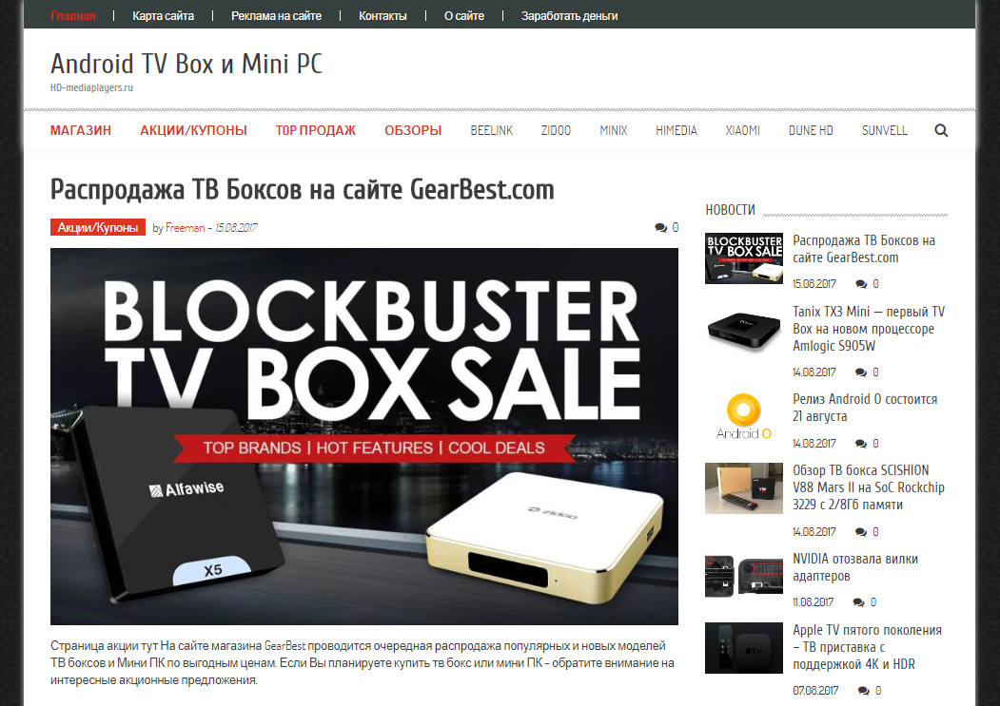 Главная | Карта сайта | Реклама на сайте | Контакты | О сайте | Заработать деньги
Android TV Box и Mini PC
HD-mediaplayers.ru
МАГАЗИН АКЦИИ/КУПОНЫ ТОР ПРОДАЖ ОБЗОРЫ BEELINK ZIDOO MINIX HIMEDIA XIAOMI DUNE HD SUNVELL
Распродажа ТВ Боксов на сайте GearBest.com
Акции/Купоны by Freeman - 15.08.2017 0
BLOCKBUSTER
TV BOX SALE
TOP BRANDS | HOT FEATURES | COOL DEALS
Alfawise
X5
ZIDOO
Страница акции тут На сайте магазина GearBest проводится очередная распродажа популярных и новых моделей
ТВ боксов и Мини ПК по выгодным ценам. Если Вы планируете купить тв бокс или мини ПК - обратите внимание на
интересные акционные предложения.
НОВОСТИ
BLOCKBUSTER
TV BOX SALE
Распродажа ТВ Боксов на
сайте GearBest.com
15.08.2017 0
Tanix TX3 Mini — первый TV
Box на новом процессоре
Amlogic S905W
14.08.2017 0
Android O
Релиз Android O состоится
21 августа
14.08.2017 0
Обзор ТВ бокса SCISHION
V88 Mars II на SoC Rockchip
3229 с 2/8Гб памяти
14.08.2017 0
NVIDIA отозвала вилки
адаптеров
11.08.2017 0
tv
Apple TV пятого поколения
– ТВ приставка с
поддержкой 4K и HDR
07.08.2017 0